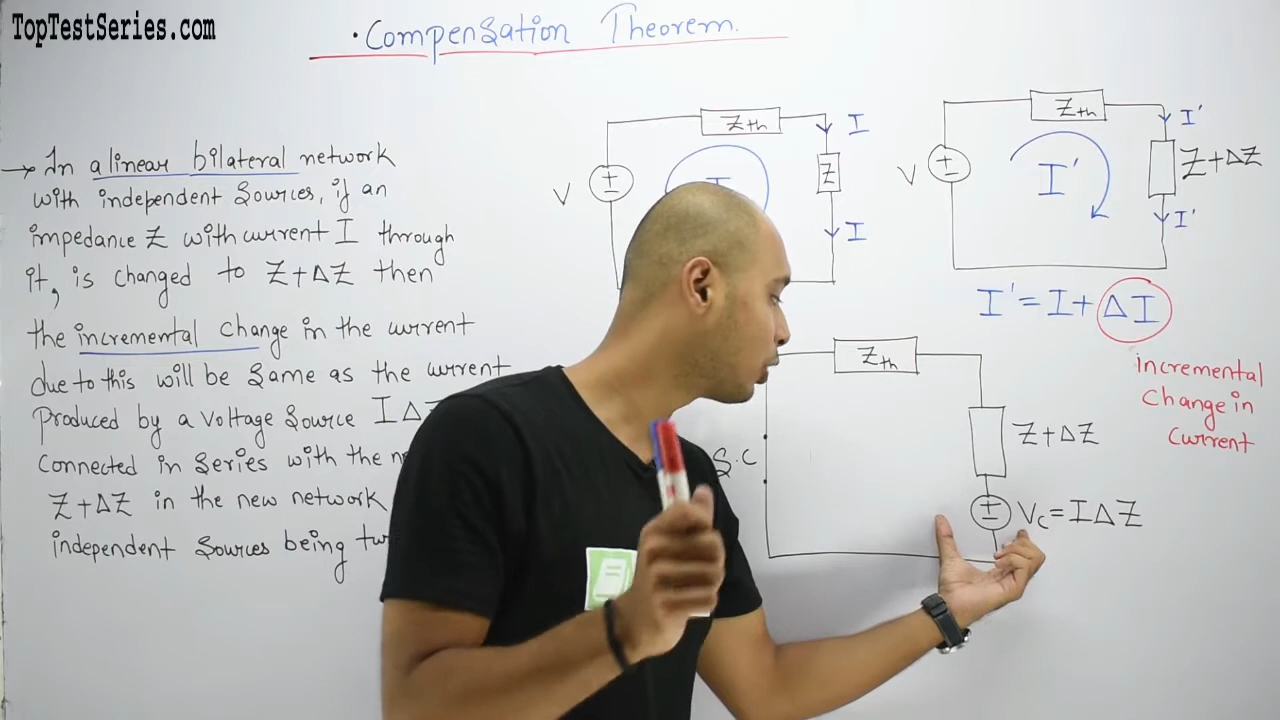 TopTestSeries.com
· Compensation Theorem.
→ In a linear bilateral network
with independent sources, if an
impedance Z with current I through
it, is changed to Z+ΔZ then
the incremental change in the current
due to this will be same as the current
produced by a voltage source I Δ
connected in series with the
Z+ΔZ in the new network
independent sources being
Zth
I
V
±
Z
I
Zth
I'
V
±
I'
Z+ΔZ
I'
I' = I + ΔI
incremental
change in
current
Zth
Z+ΔZ
S.C
±
Vc = IΔZ